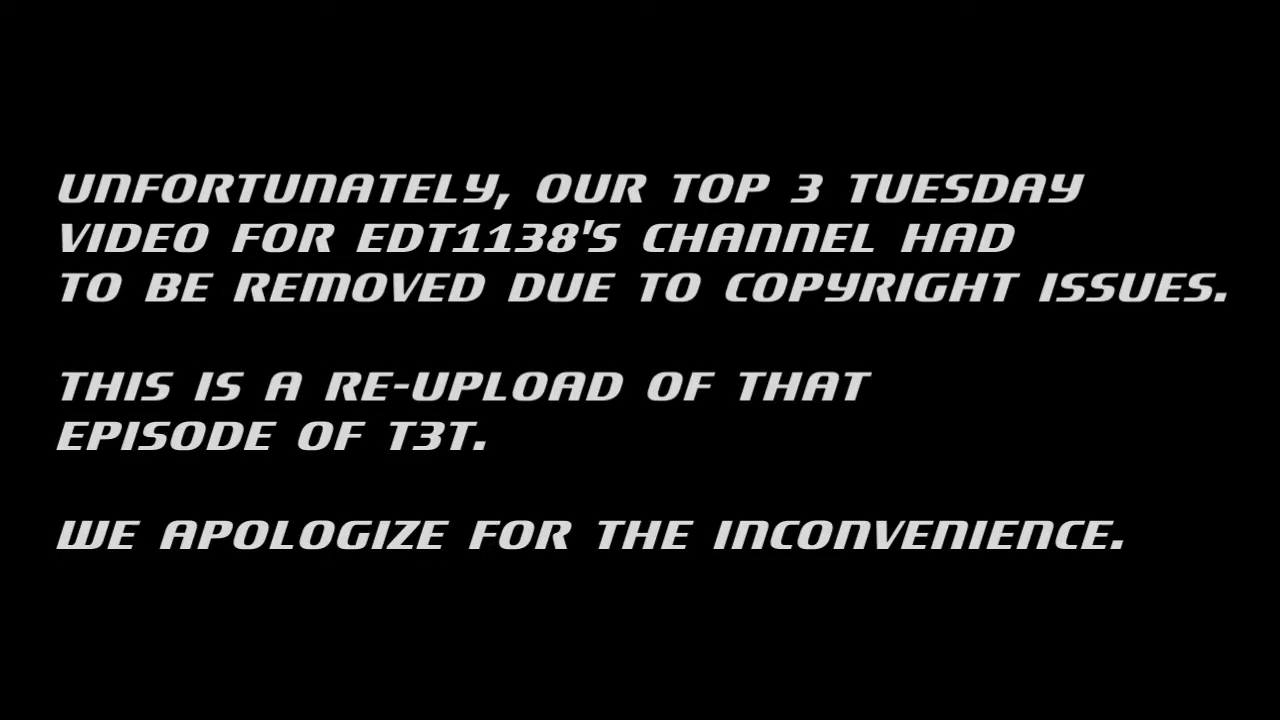 UNFORTUNATELY, OUR TOP 3 TUESDAY
VIDEO FOR EDT1138'S CHANNEL HAD
TO BE REMOVED DUE TO COPYRIGHT ISSUES.
THIS IS A RE-UPLOAD OF THAT
EPISODE OF T3T.
WE APOLOGIZE FOR THE INCONVENIENCE.